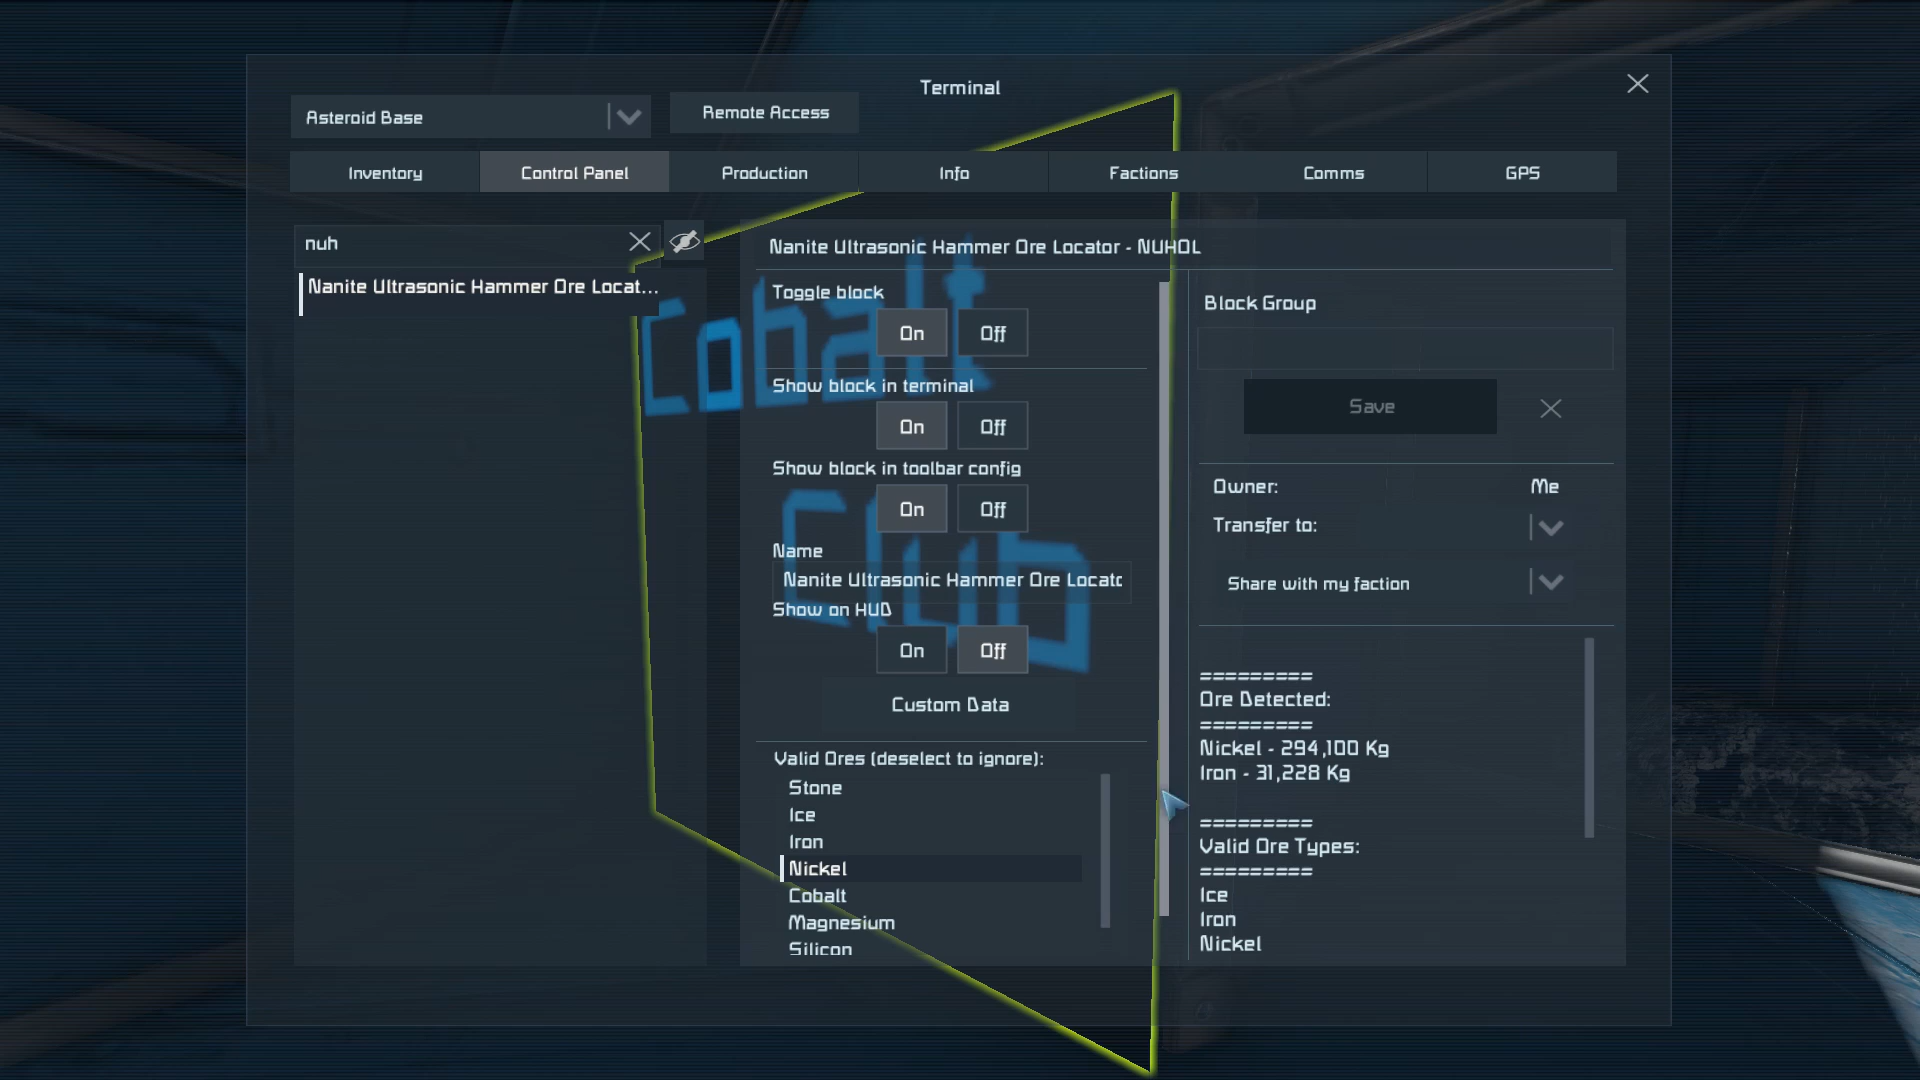 Terminal
Asteroid Base
Remote Access
Inventory
Control Panel
Production
Info
Factions
Comms
GPS
nuh
Nanite Ultrasonic Hammer Ore Locat...
Nanite Ultrasonic Hammer Ore Locator - NUHOL
Toggle block
On
Off
Show block in terminal
On
Off
Show block in toolbar config
On
Off
Name
Nanite Ultrasonic Hammer Ore Locatc
Show on HUD
On
Off
Custom Data
Valid Ores (deselect to ignore):
Stone
Ice
Iron
Nickel
Cobalt
Magnesium
Silicon
Block Group
Save
Owner:
Me
Transfer to:
Share with my faction
=========
Ore Detected:
=========
Nickel - 294,100 Kg
Iron - 31,228 Kg
=========
Valid Ore Types:
=========
Ice
Iron
Nickel
Cobalt
Club